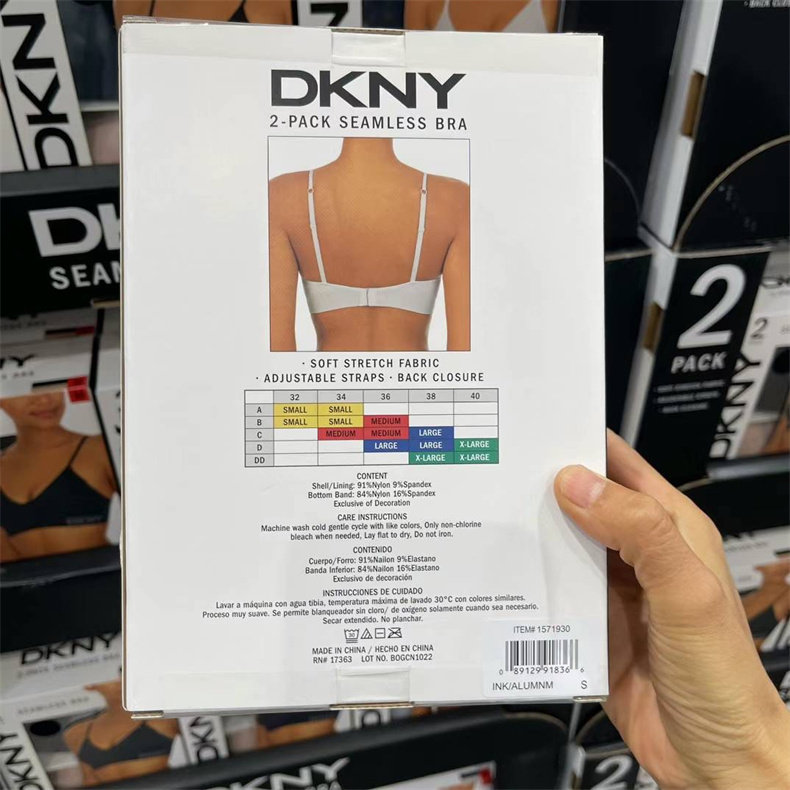 DKNY
2-PACK SEAMLESS BRA
· SOFT STRETCH FABRIC
· ADJUSTABLE STRAPS · BACK CLOSURE
32 34 36 38 40
A SMALL SMALL
B SMALL SMALL MEDIUM
C MEDIUM MEDIUM LARGE
D LARGE LARGE X-LARGE
DD X-LARGE X-LARGE
CONTENT
Shell/Lining: 91%Nylon 9%Spandex
Bottom Band: 84%Nylon 16%Spandex
Exclusive of Decoration
CARE INSTRUCTIONS
Machine wash cold gentle cycle with like colors, Only non-chlorine
bleach when needed, Lay flat to dry, Do not iron.
CONTENIDO
Cuerpo/Forro: 91%Nailon 9%Elastano
Banda Inferior: 84%Nailon 16%Elastano
Exclusivo de decoración
INSTRUCCIONES DE CUIDADO
Lavar a máquina con agua tibia, temperatura máxima de lavado 30°C con colores similares.
Proceso muy suave. Se permite blanqueador sin cloro/ de oxígeno solamente cuando sea necesario.
Secar extendido. No planchar.
MADE IN CHINA / HECHO EN CHINA
RN# 17363 LOT NO. BOGCN1022
ITEM# 1571930
0 89129 91836 6
INK/ALUMNM S
DKN
DK
SEAM
NY
2
PACK
DKNY
2
DKNY
DKNY
DKNY
2